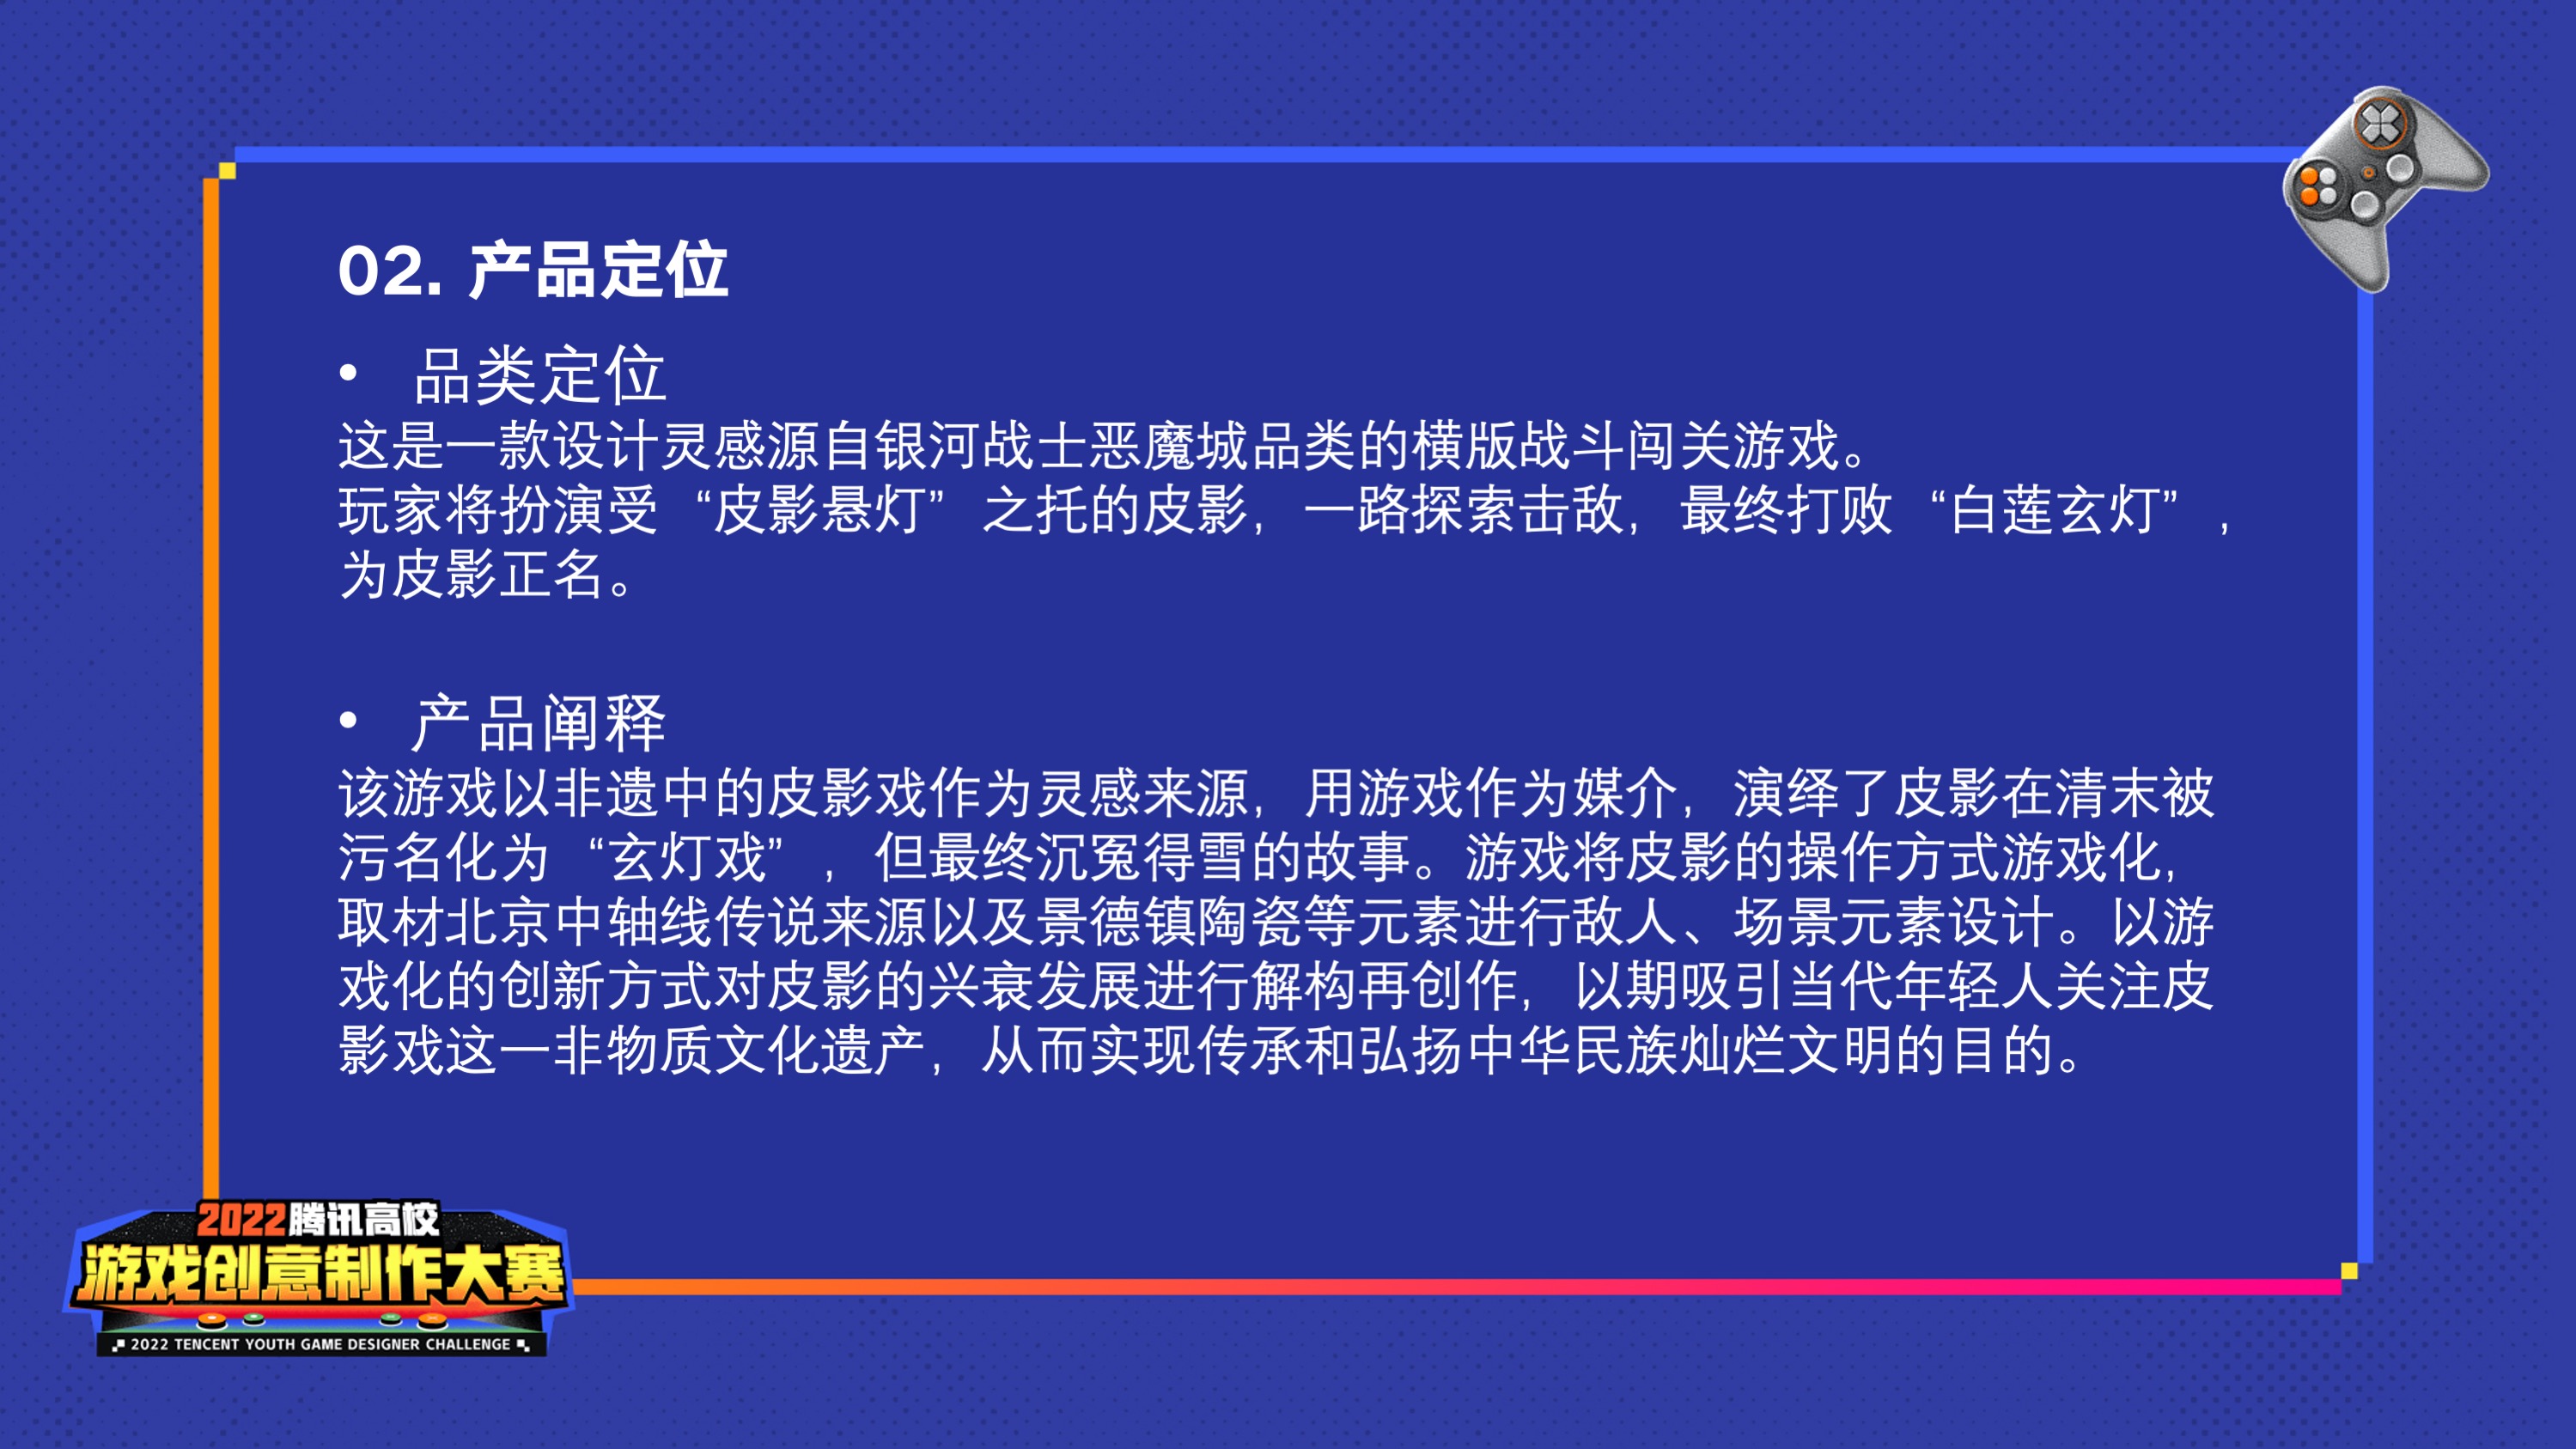 02. 产品定位
• 品类定位
这是一款设计灵感源自银河战士恶魔城品类的横版战斗闯关游戏。
玩家将扮演受“皮影悬灯”之托的皮影，一路探索击敌，最终打败“白莲玄灯”，
为皮影正名。
• 产品阐释
该游戏以非遗中的皮影戏作为灵感来源，用游戏作为媒介，演绎了皮影在清末被
污名化为“玄灯戏”，但最终沉冤得雪的故事。游戏将皮影的操作方式游戏化，
取材北京中轴线传说来源以及景德镇陶瓷等元素进行敌人、场景元素设计。以游
戏化的创新方式对皮影的兴衰发展进行解构再创作，以期吸引当代年轻人关注皮
影戏这一非物质文化遗产，从而实现传承和弘扬中华民族灿烂文明的目的。
2022腾讯高校
游戏创意制作大赛
2022 TENCENT YOUTH GAME DESIGNER CHALLENGE